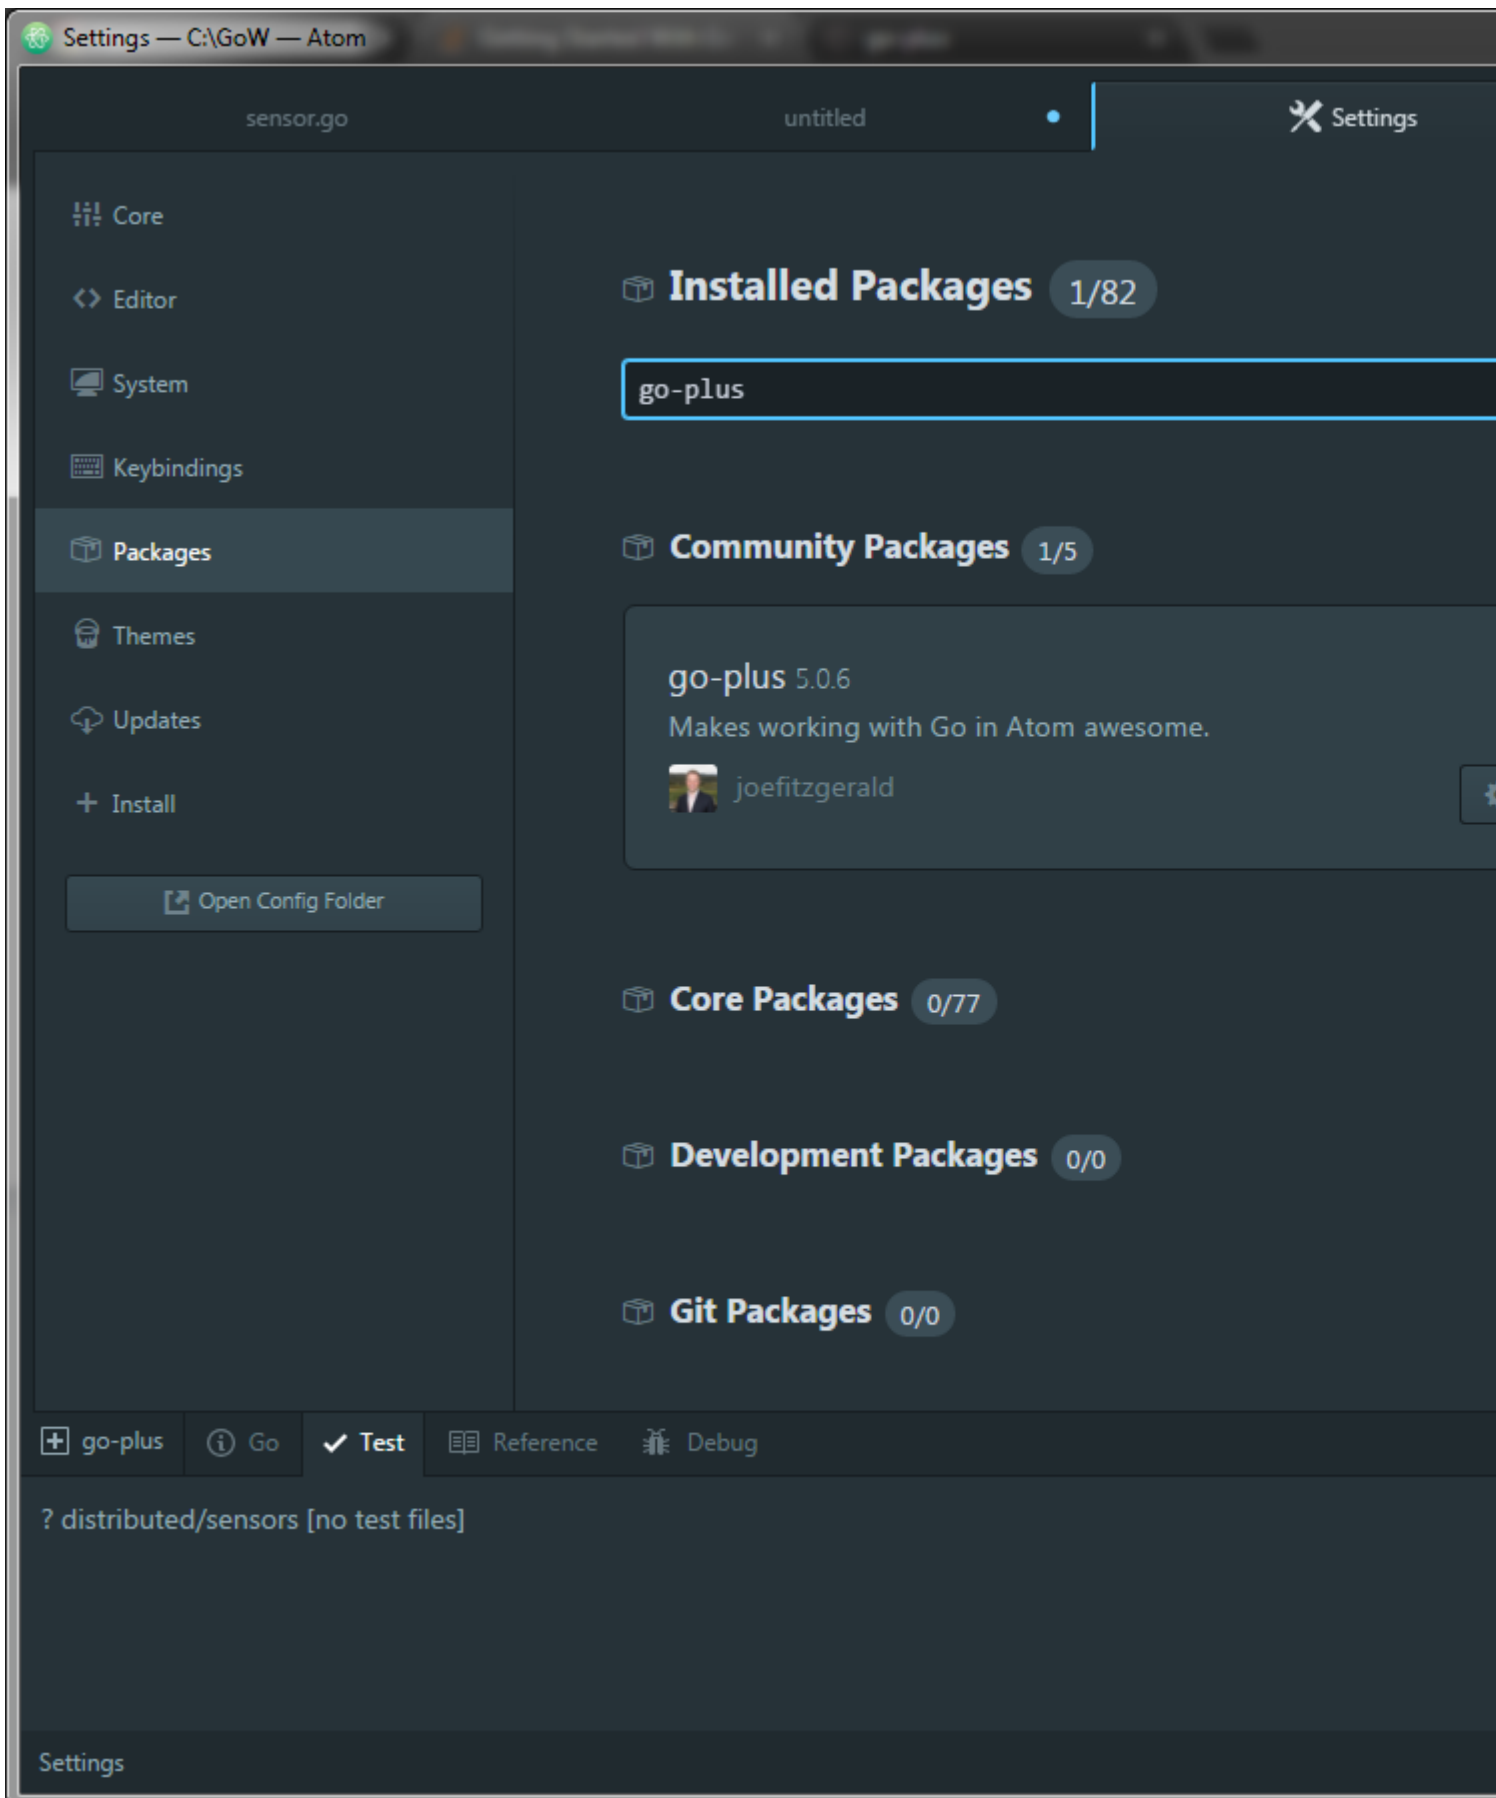 Settings — C:\GoW — Atom
sensor.go
untitled
Settings
Core
Editor
System
Keybindings
Packages
Themes
Updates
Install
Open Config Folder
Installed Packages 1/82
go-plus
Community Packages 1/5
go-plus 5.0.6
Makes working with Go in Atom awesome.
joefitzgerald
Core Packages 0/77
Development Packages 0/0
Git Packages 0/0
go-plus Go Test Reference Debug
? distributed/sensors [no test files]
Settings